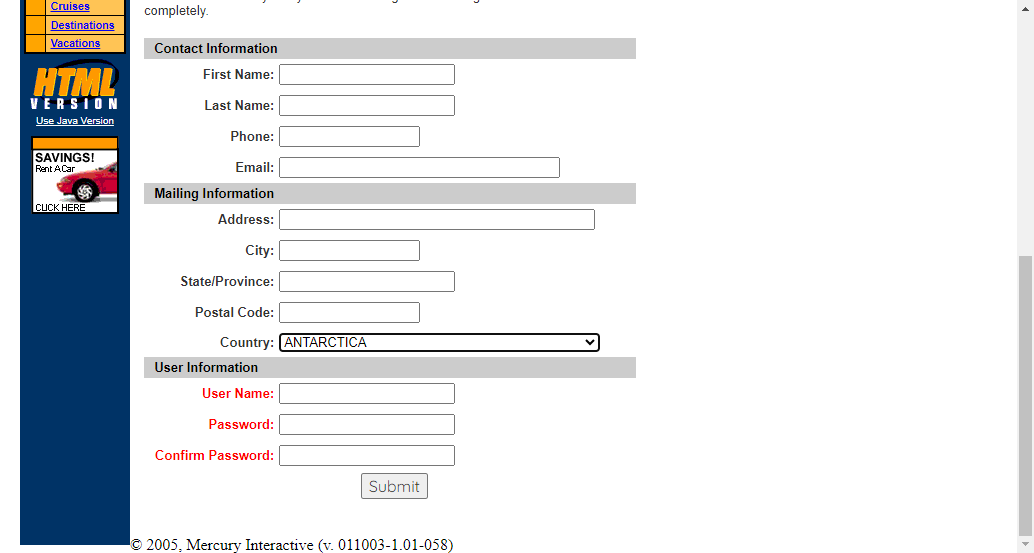 Cruises
Destinations
Vacations
HTML
VERSION
Use Java Version
SAVINGS!
Rent A Car
CLICK HERE
completely.
Contact Information
First Name:
Last Name:
Phone:
Email:
Mailing Information
Address:
City:
State/Province:
Postal Code:
Country: ANTARCTICA
User Information
User Name:
Password:
Confirm Password:
Submit
© 2005, Mercury Interactive (v. 011003-1.01-058)